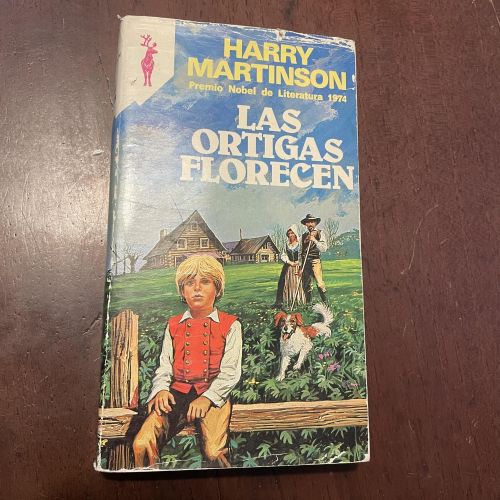 HARRY
MARTINSON
Premio Nobel de Literatura 1974
LAS
ORTIGAS
FLORECEN